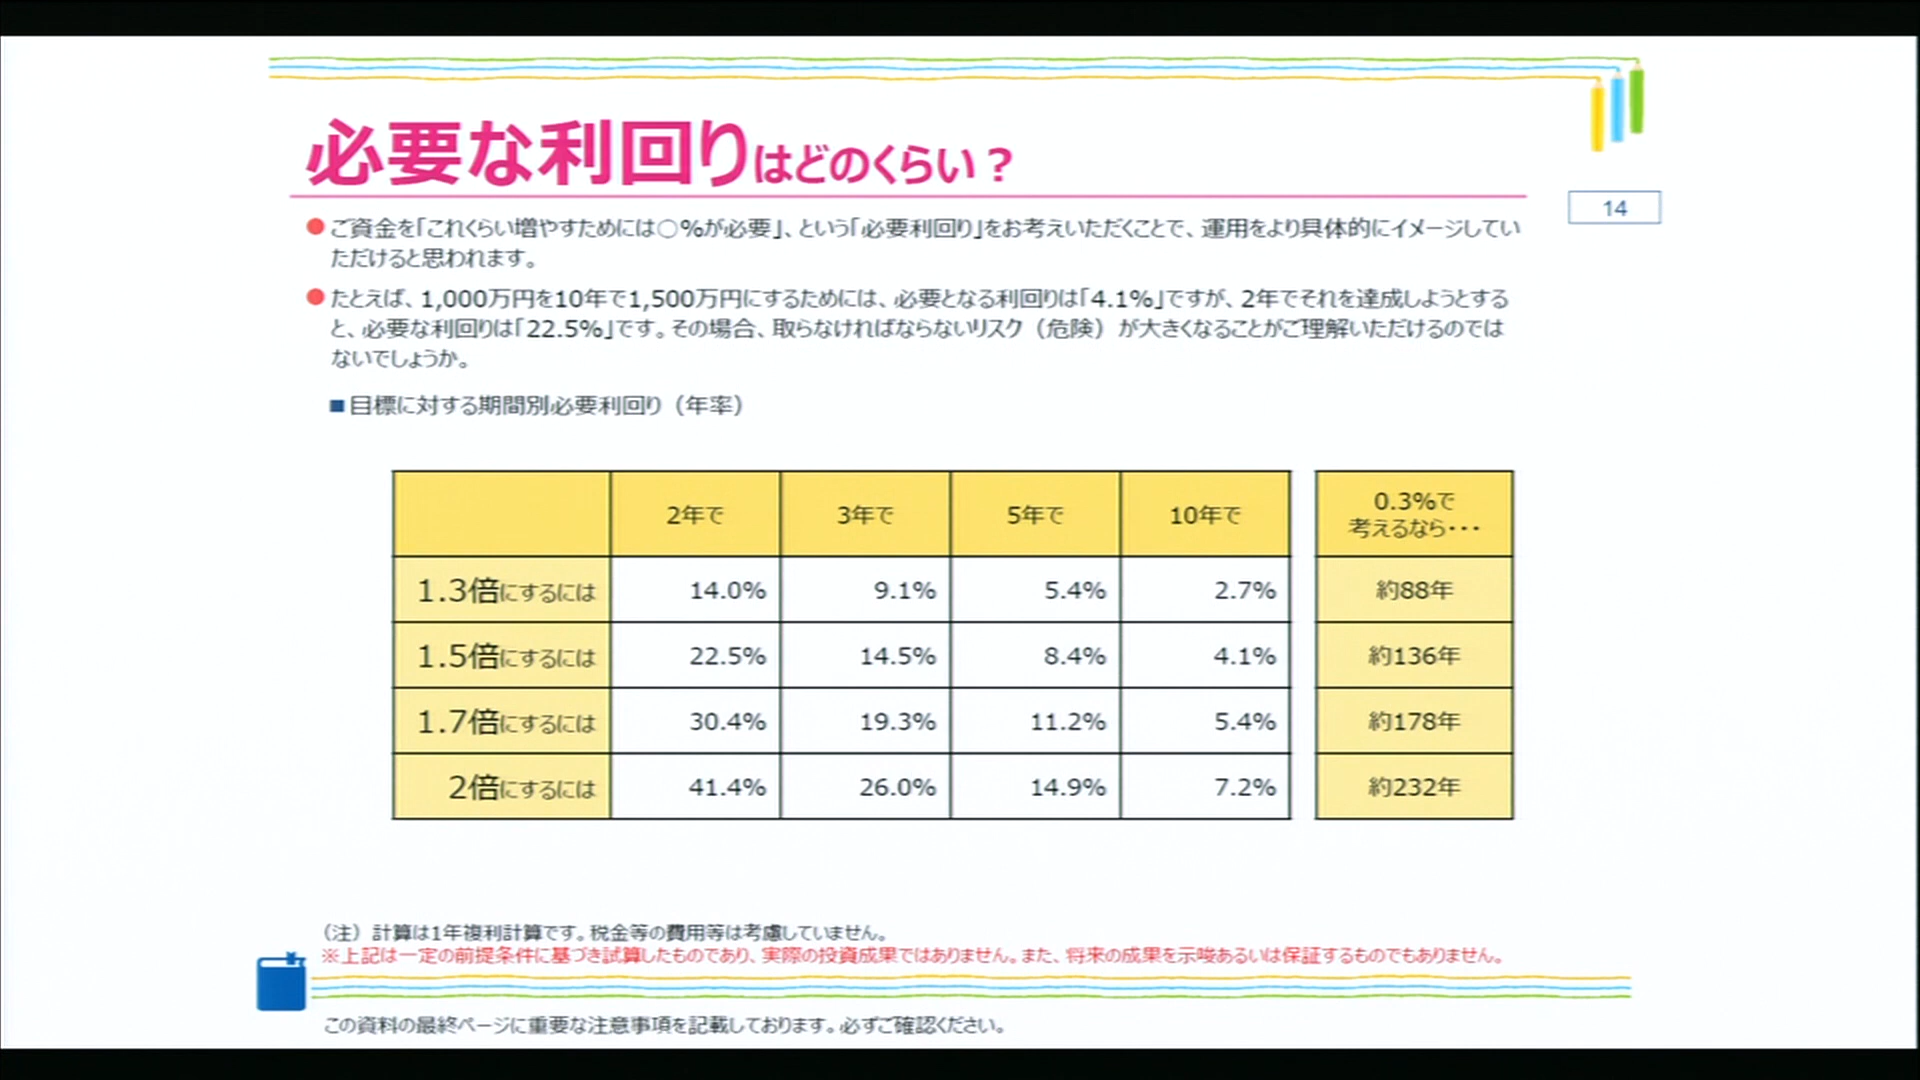 必要な利回りはどのくらい？
14
●ご資金を「これくらい増やすためには○%が必要」、という「必要利回り」をお考えいただくことで、運用をより具体的にイメージしてい
ただけると思われます。
●たとえば、1,000万円を10年で1,500万円にするためには、必要となる利回りは「4.1%」ですが、2年でそれを達成しようとする
と、必要な利回りは「22.5%」です。その場合、取らなければならないリスク（危険）が大きくなることがご理解いただけるのでは
ないでしょうか。
■目標に対する期間別必要利回り（年率）
2年で 3年で 5年で 10年で 0.3%で
考えるなら・・・
1.3倍にするには 14.0% 9.1% 5.4% 2.7% 約88年
1.5倍にするには 22.5% 14.5% 8.4% 4.1% 約136年
1.7倍にするには 30.4% 19.3% 11.2% 5.4% 約178年
2倍にするには 41.4% 26.0% 14.9% 7.2% 約232年
（注）計算は1年複利計算です。税金等の費用等は考慮していません。
※上記は一定の前提条件に基づき試算したものであり、実際の投資成果ではありません。また、将来の成果を示唆あるいは保証するものでもありません。
この資料の最終ページに重要な注意事項を記載しております。必ずご確認ください。